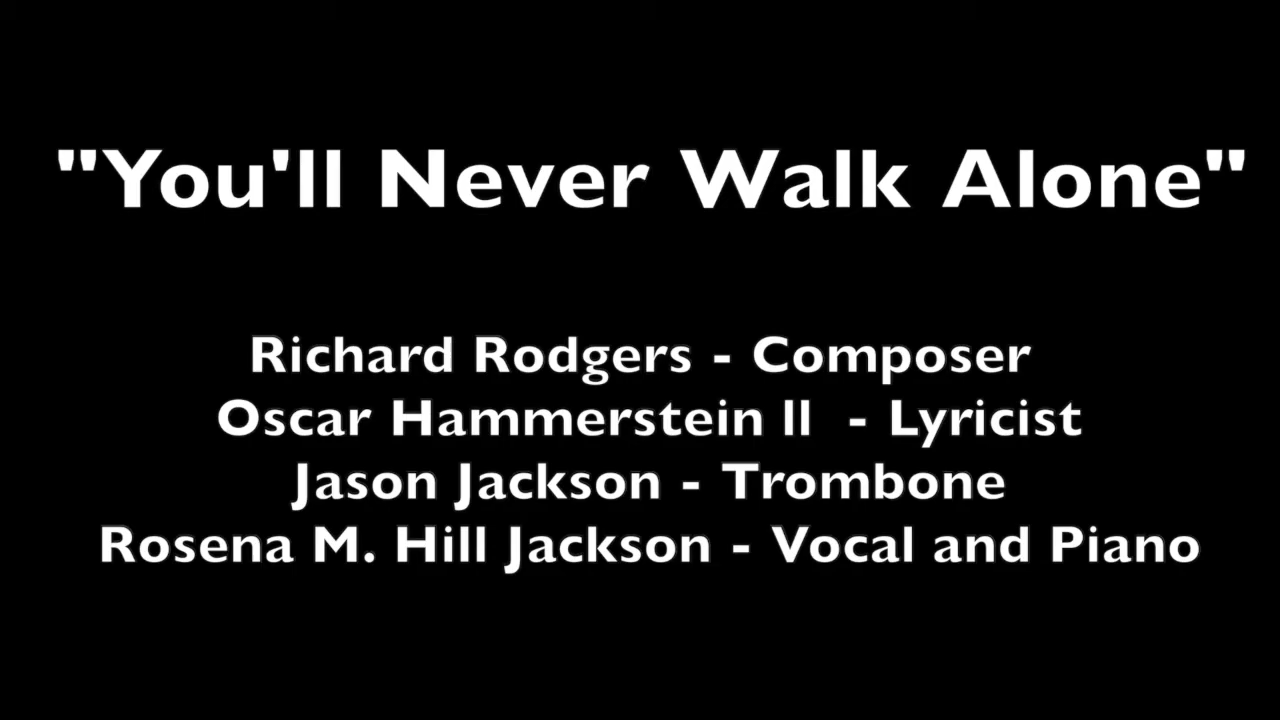 "You'll Never Walk Alone"
Richard Rodgers - Composer
Oscar Hammerstein ll - Lyricist
Jason Jackson - Trombone
Rosena M. Hill Jackson - Vocal and Piano